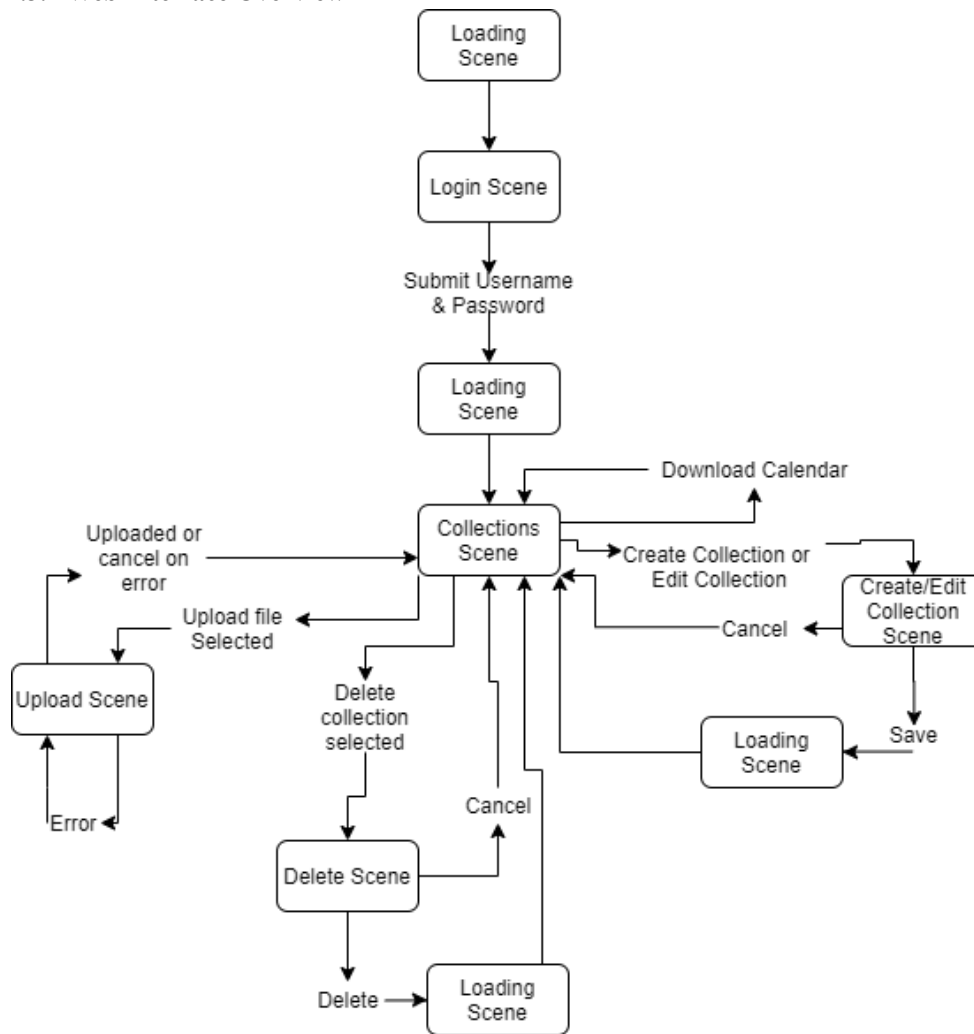 Loading
Scene
Login Scene
Submit Username
& Password
Loading
Scene
Download Calendar
Collections
Scene
Uploaded or
cancel on
error
Create Collection or
Edit Collection
Create/Edit
Collection
Scene
Upload file
Selected
Cancel
Upload Scene
Delete
collection
selected
Save
Loading
Scene
Error
Cancel
Delete Scene
Delete
Loading
Scene